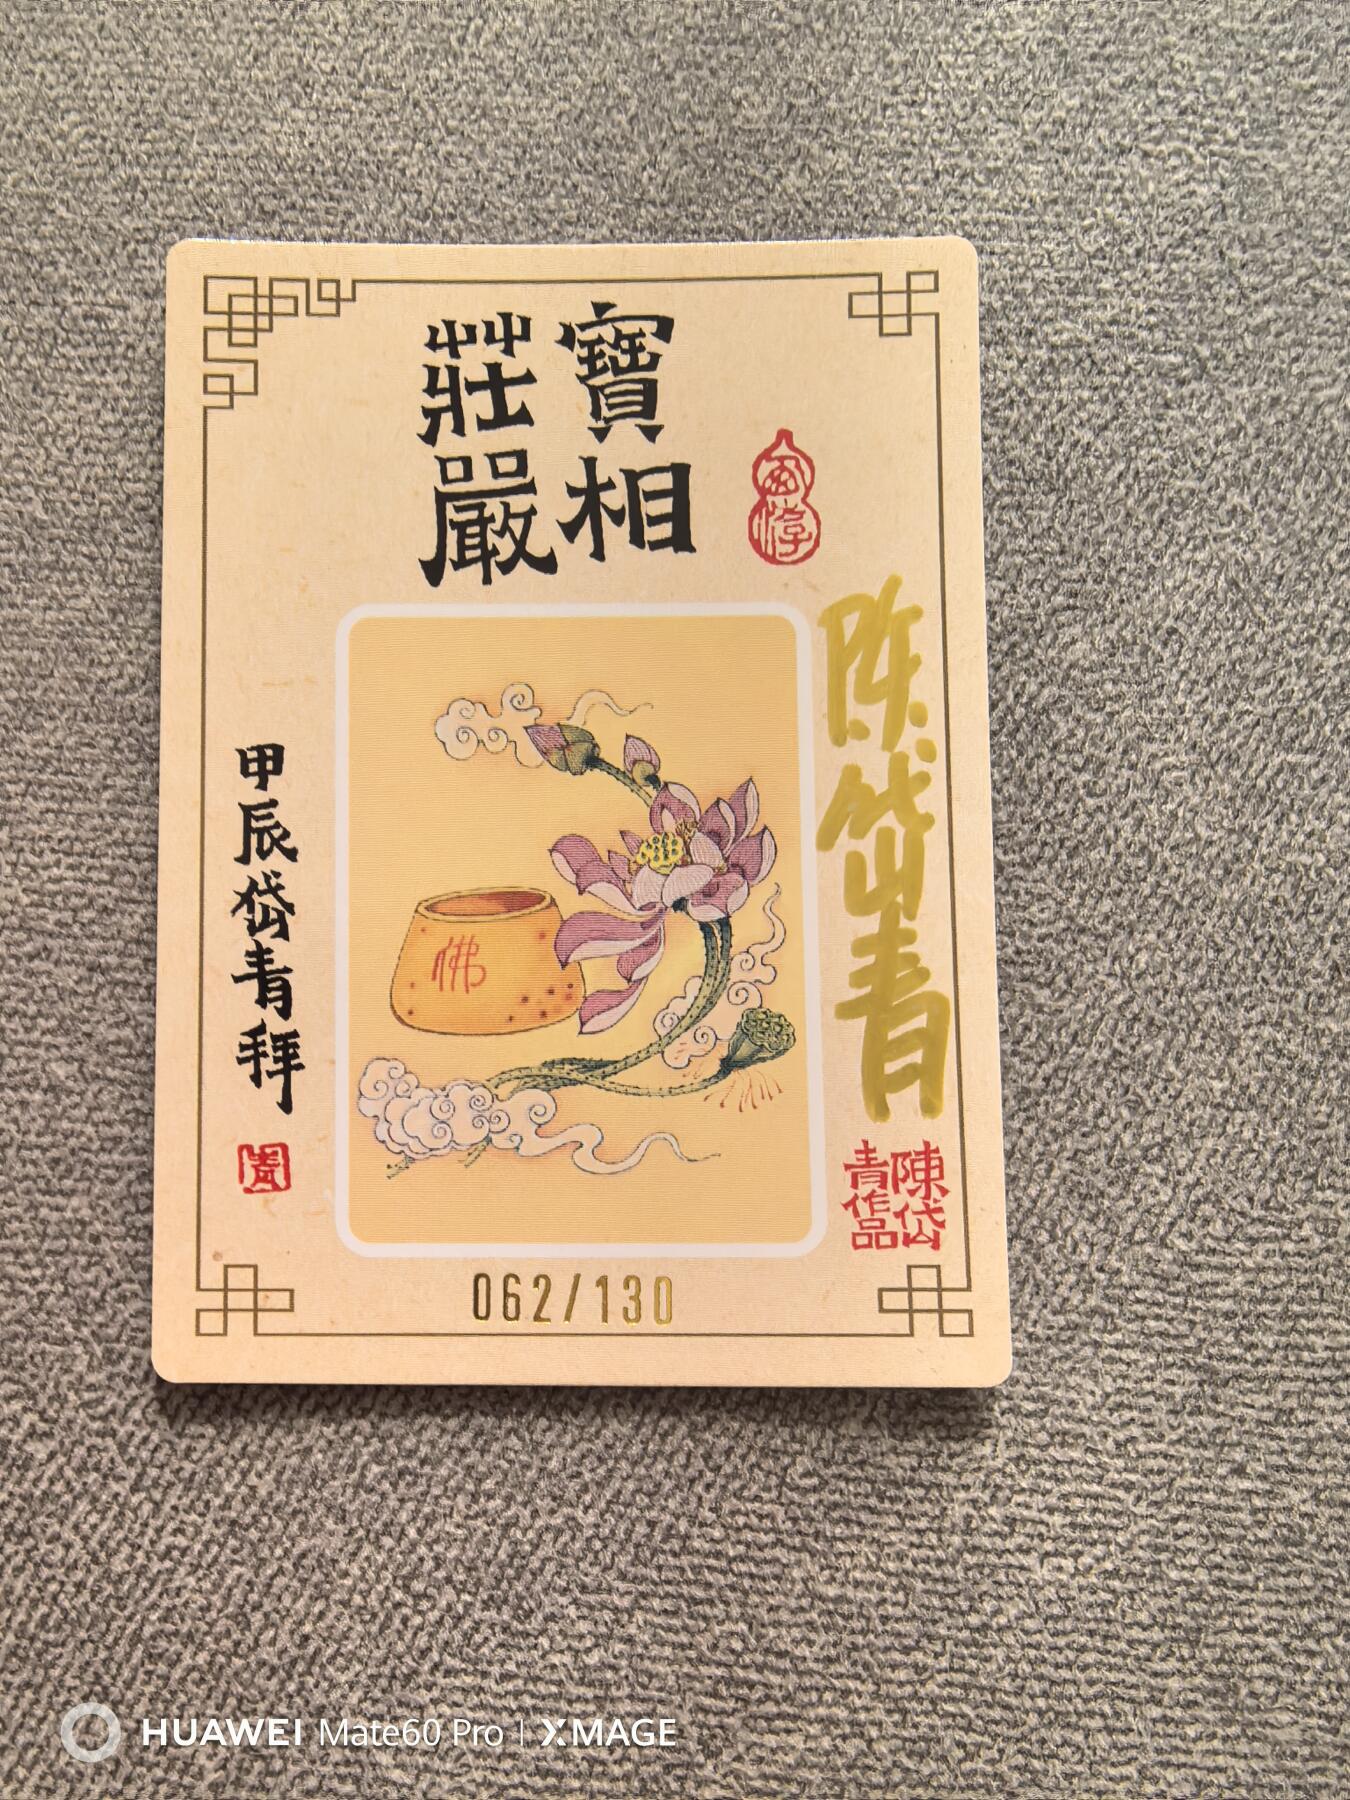 寶相
莊嚴
陈岱青
甲辰岱青拜
佛
陳岱
青作品
062/130
HUAWEI Mate60 Pro | XMAGE